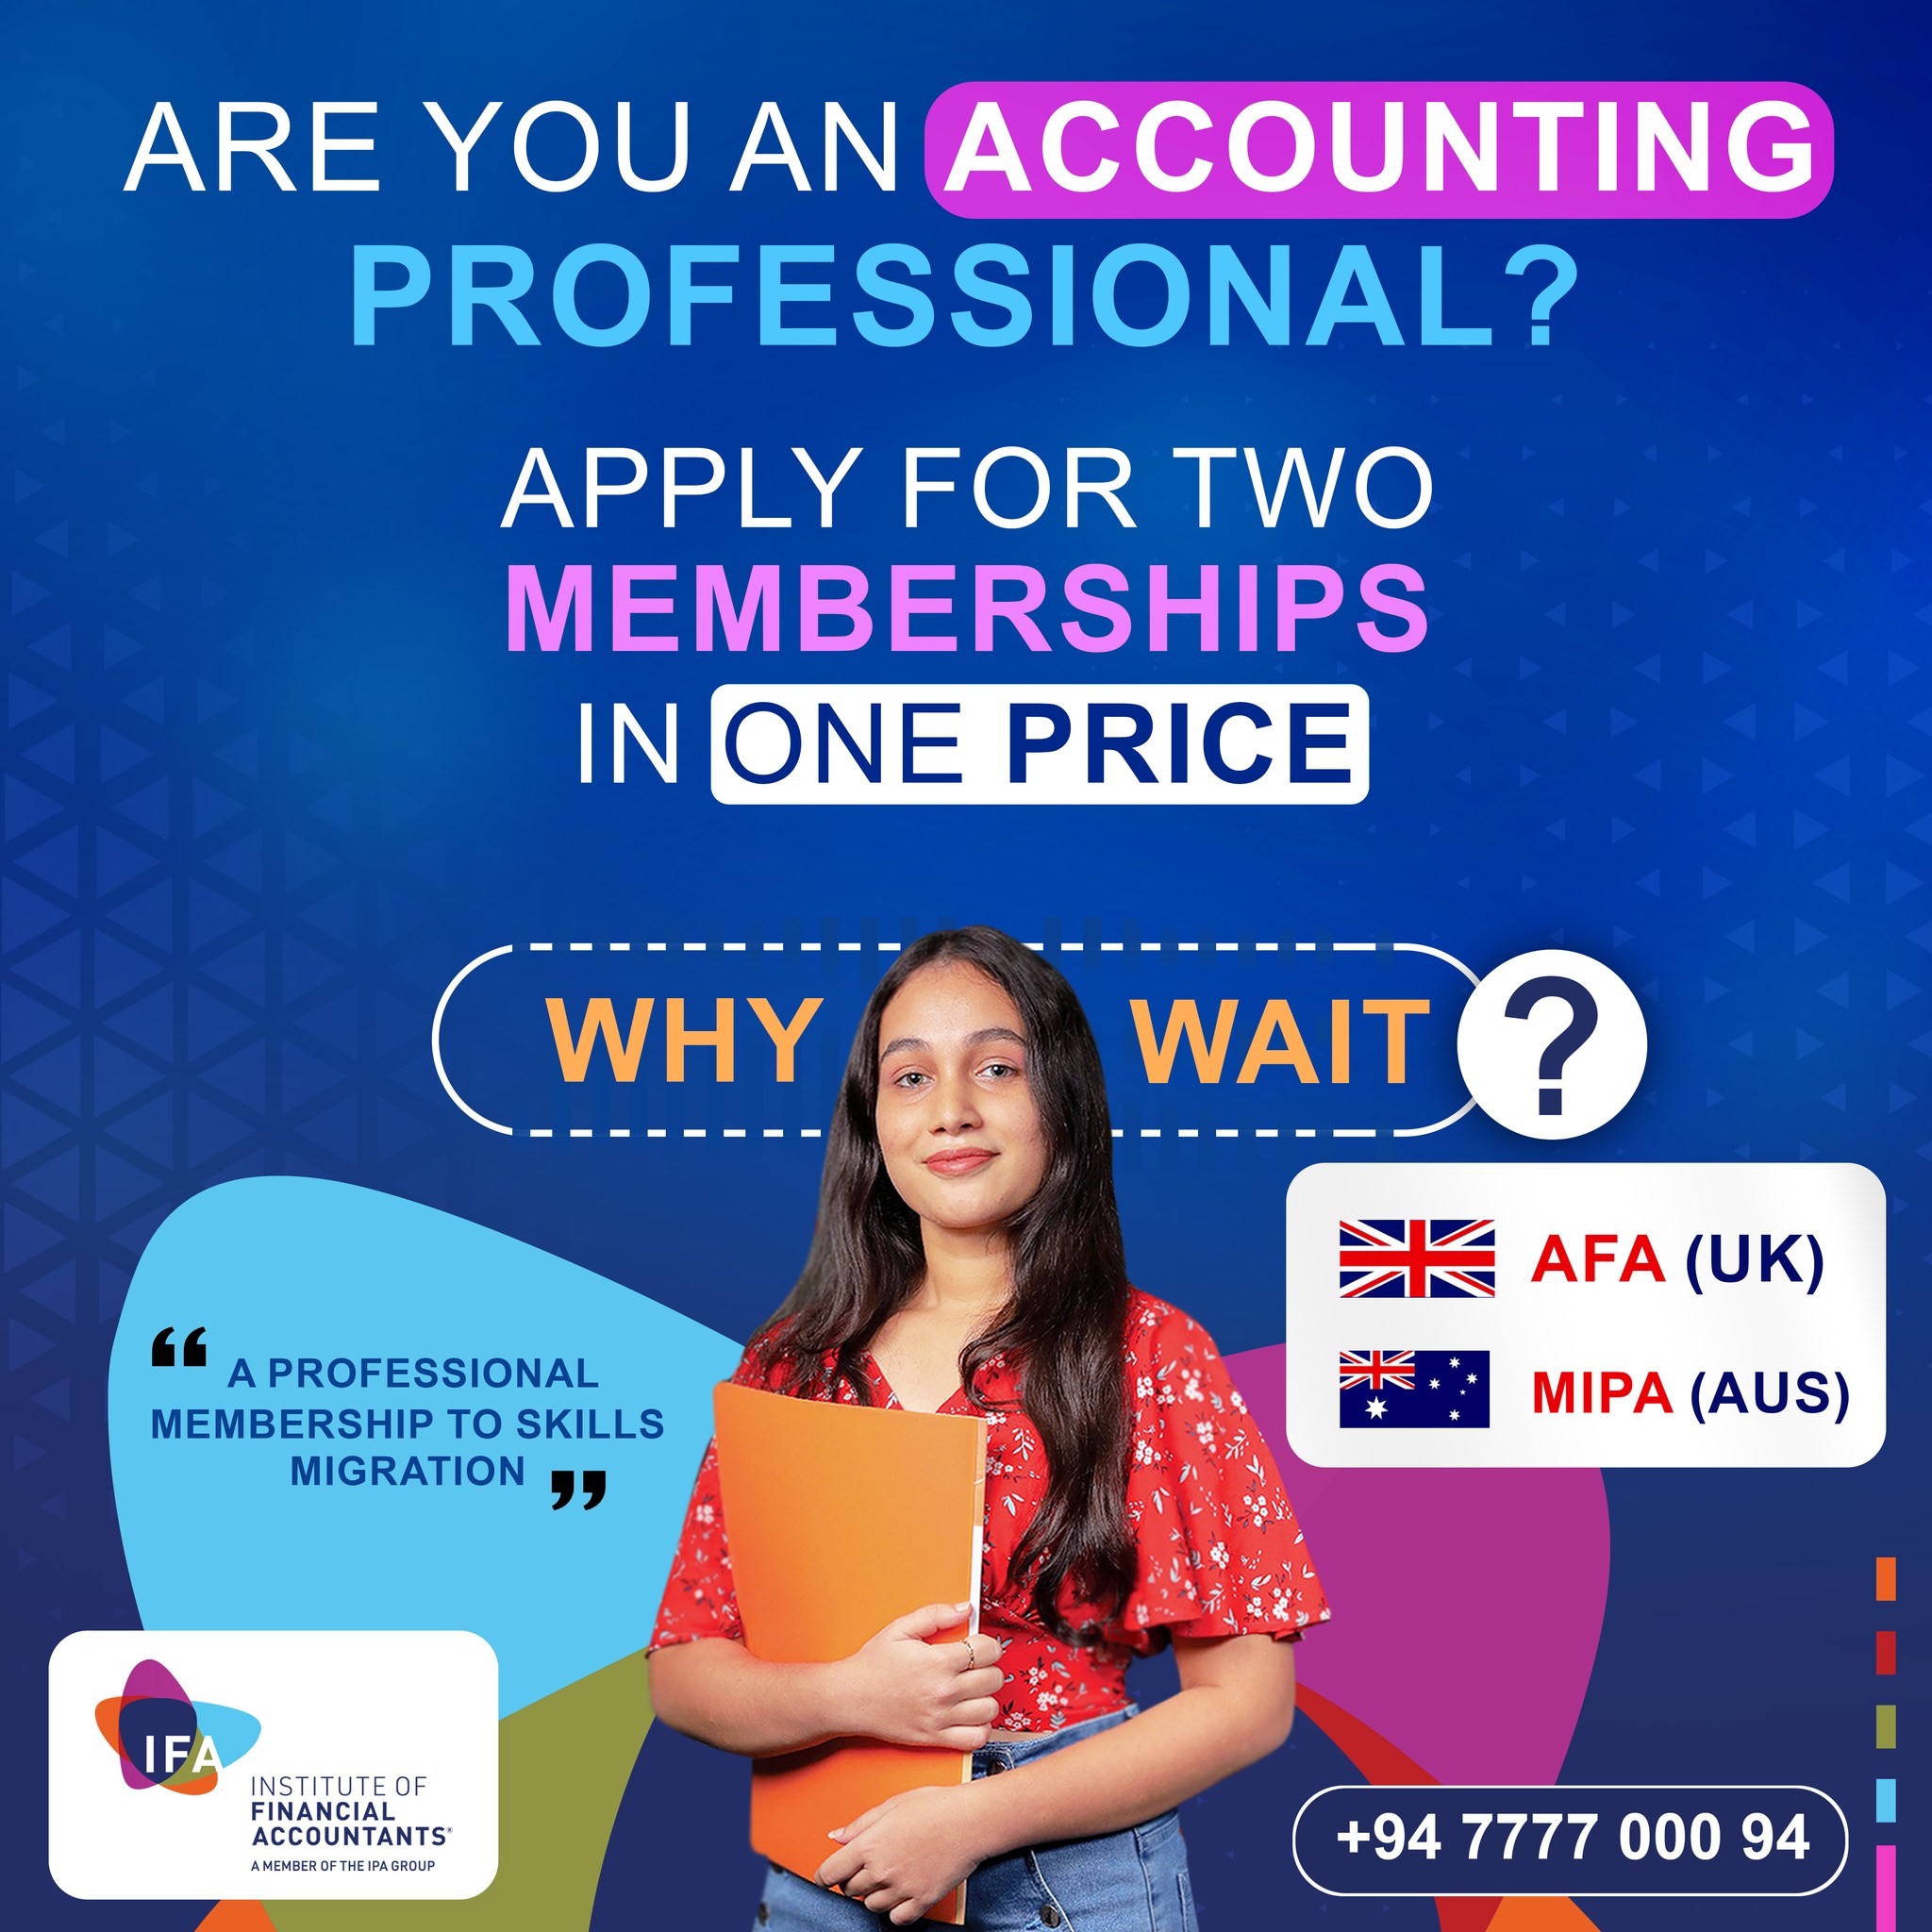 ARE YOU AN ACCOUNTING
PROFESSIONAL?
APPLY FOR TWO
MEMBERSHIPS
IN ONE PRICE
WHY WAIT ?
AFA (UK)
MIPA (AUS)
“ A PROFESSIONAL
MEMBERSHIP TO SKILLS
MIGRATION ”
IFA
INSTITUTE OF
FINANCIAL
ACCOUNTANTS®
A MEMBER OF THE IPA GROUP
+94 7777 000 94